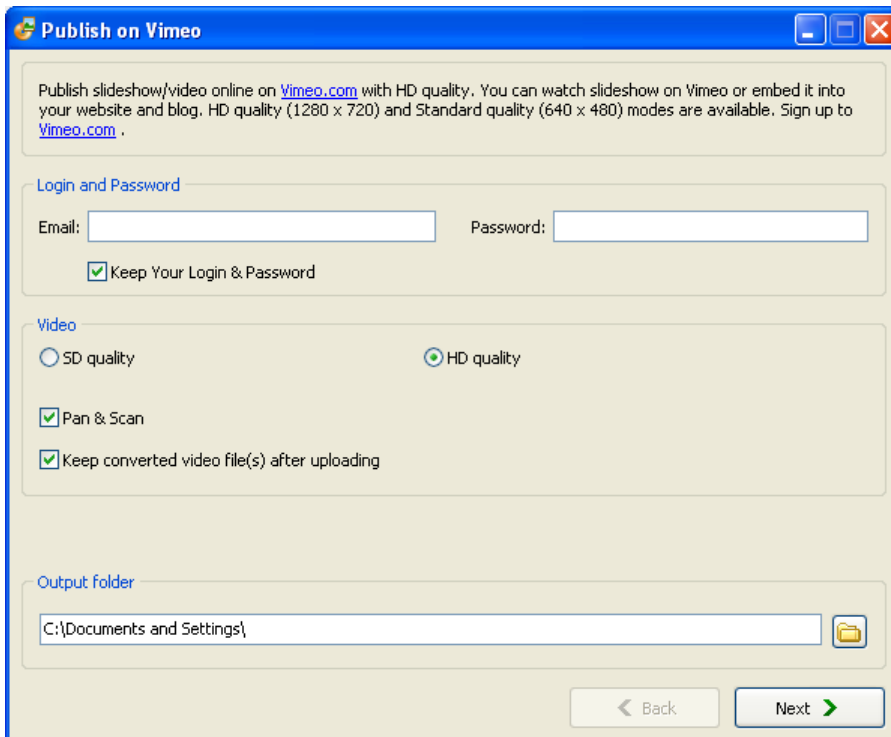 Publish on Vimeo
Publish slideshow/video online on Vimeo.com with HD quality. You can watch slideshow on Vimeo or embed it into
your website and blog. HD quality (1280 x 720) and Standard quality (640 x 480) modes are available. Sign up to
Vimeo.com .
Login and Password
Email: Password:
Keep Your Login & Password
Video
SD quality HD quality
Pan & Scan
Keep converted video file(s) after uploading
Output folder
C:\Documents and Settings\
Back Next